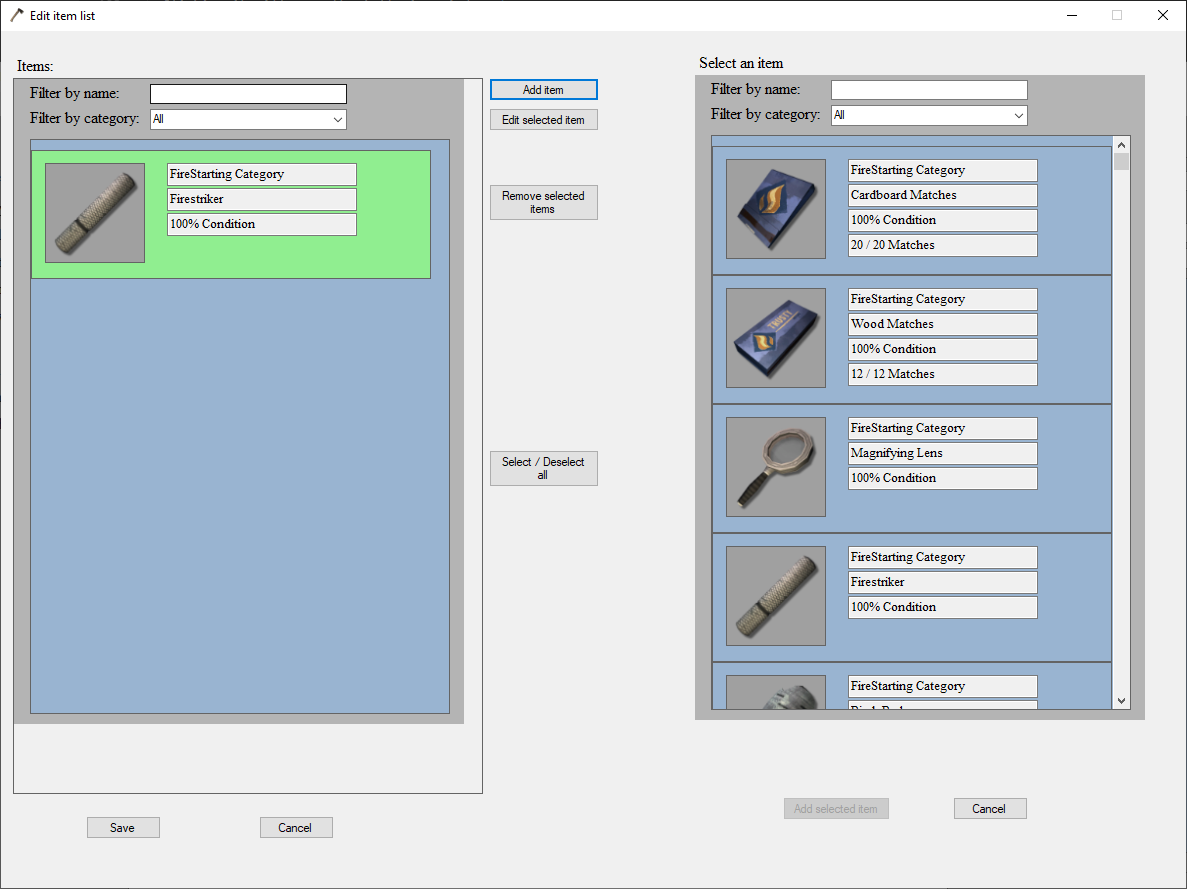 Edit item list
Items:
Filter by name:
Filter by category: All
FireStarting Category
Firestriker
100% Condition
Add item
Edit selected item
Remove selected
items
Select / Deselect
all
Save
Cancel
Select an item
Filter by name:
Filter by category: All
FireStarting Category
Cardboard Matches
100% Condition
20 / 20 Matches
TRUSTY
FireStarting Category
Wood Matches
100% Condition
12 / 12 Matches
FireStarting Category
Magnifying Lens
100% Condition
FireStarting Category
Firestriker
100% Condition
FireStarting Category
Add selected item
Cancel